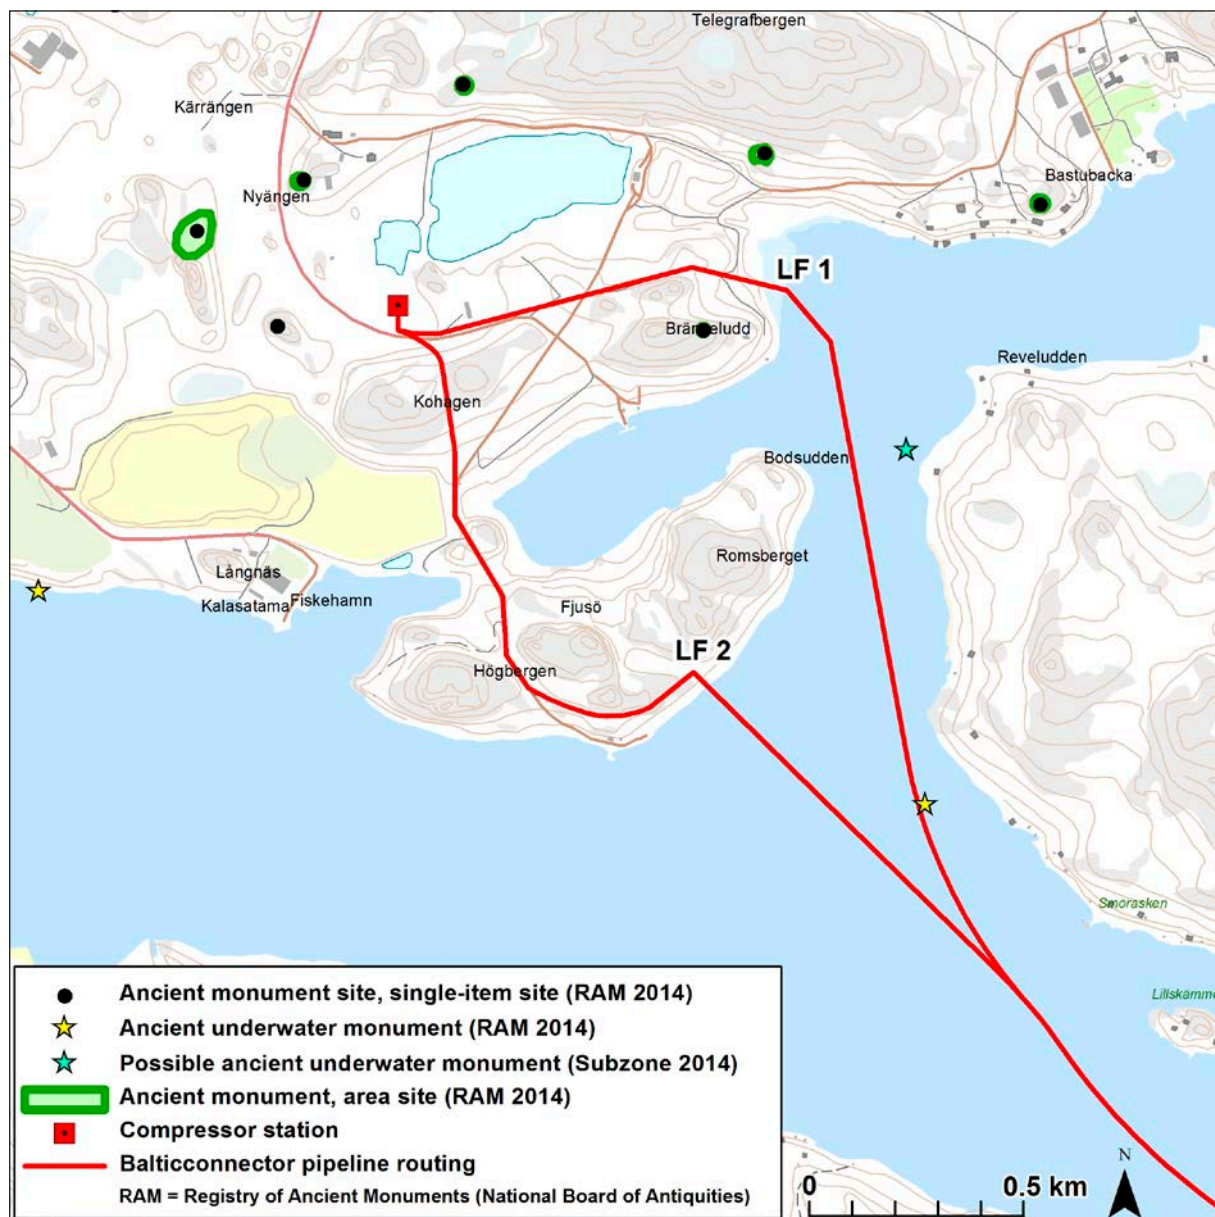 Telegrafbergen
Kärrängen
Bastubacka
Nyängen
LF 1
Reveludden
Kohagen
Bodsudden
Romsberget
Långnäs
Kalasatama
Fiskehamn
Fjusö
LF 2
Högbergen
Smorasken
Ancient monument site, single-item site (RAM 2014)
Ancient underwater monument (RAM 2014)
Possible ancient underwater monument (Subzone 2014)
Ancient monument, area site (RAM 2014)
Compressor station
Balticconnector pipeline routing
RAM = Registry of Ancient Monuments (National Board of Antiquities)
N
0 0.5 km